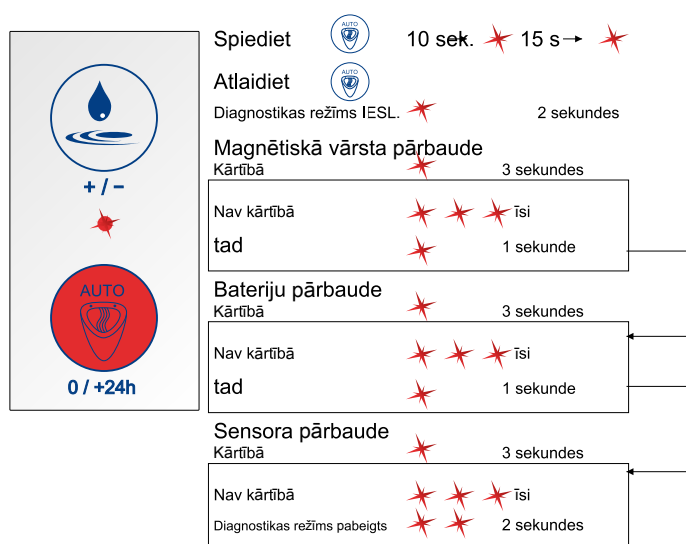 + / −
AUTO
0 / +24h
Spiediet AUTO 10 sek. 15 s
Atlaidiet AUTO
Diagnostikas režīms IESL. 2 sekundes
Magnētiskā vārsta pārbaude
Kārtībā 3 sekundes
Nav kārtībā īsi
tad 1 sekunde
Bateriju pārbaude
Kārtībā 3 sekundes
Nav kārtībā īsi
tad 1 sekunde
Sensora pārbaude
Kārtībā 3 sekundes
Nav kārtībā īsi
Diagnostikas režīms pabeigts 2 sekundes